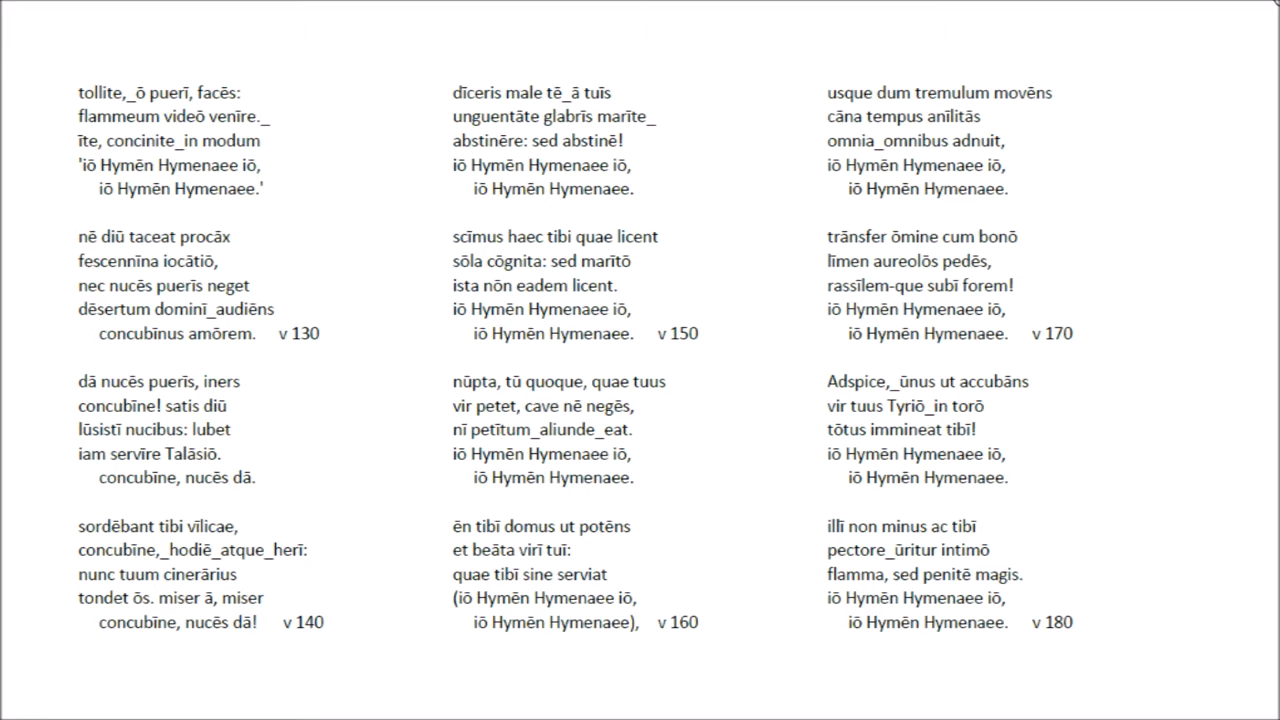 tollite,_ō puerī, facēs:
flammeum videō venīre._
īte, concinite_in modum
'iō Hymēn Hymenaee iō,
iō Hymēn Hymenaee.'
nē diū taceat procāx
fescennīna iocātiō,
nec nucēs puerīs neget
dēsertum dominī_audiēns
concubīnus amōrem. v 130
dā nucēs puerīs, iners
concubīne! satis diū
lūsistī nucibus: lubet
iam servīre Talāsiō.
concubīne, nucēs dā.
sordēbant tibi vīlicae,
concubīne,_hodiē_atque_herī:
nunc tuum cinerārius
tondet ōs. miser ā, miser
concubīne, nucēs dā! v 140
dīceris male tē_ā tuīs
unguentāte glabrīs marīte_
abstinēre: sed abstinē!
iō Hymēn Hymenaee iō,
iō Hymēn Hymenaee.
scīmus haec tibi quae licent
sōla cōgnita: sed marītō
ista nōn eadem licent.
iō Hymēn Hymenaee iō,
iō Hymēn Hymenaee. v 150
nūpta, tū quoque, quae tuus
vir petet, cave nē negēs,
nī petītum_aliunde_eat.
iō Hymēn Hymenaee iō,
iō Hymēn Hymenaee.
ēn tibī domus ut potēns
et beāta virī tuī:
quae tibī sine serviat
(iō Hymēn Hymenaee iō,
iō Hymēn Hymenaee), v 160
usque dum tremulum movēns
cāna tempus anīlitās
omnia_omnibus adnuit,
iō Hymēn Hymenaee iō,
iō Hymēn Hymenaee.
trānsfer ōmine cum bonō
līmen aureolōs pedēs,
rassīlem-que subī forem!
iō Hymēn Hymenaee iō,
iō Hymēn Hymenaee. v 170
Adspice,_ūnus ut accubāns
vir tuus Tyriō_in torō
tōtus immineat tibī!
iō Hymēn Hymenaee iō,
iō Hymēn Hymenaee.
illī non minus ac tibī
pectore_ūritur intimō
flamma, sed penitē magis.
iō Hymēn Hymenaee iō,
iō Hymēn Hymenaee. v 180